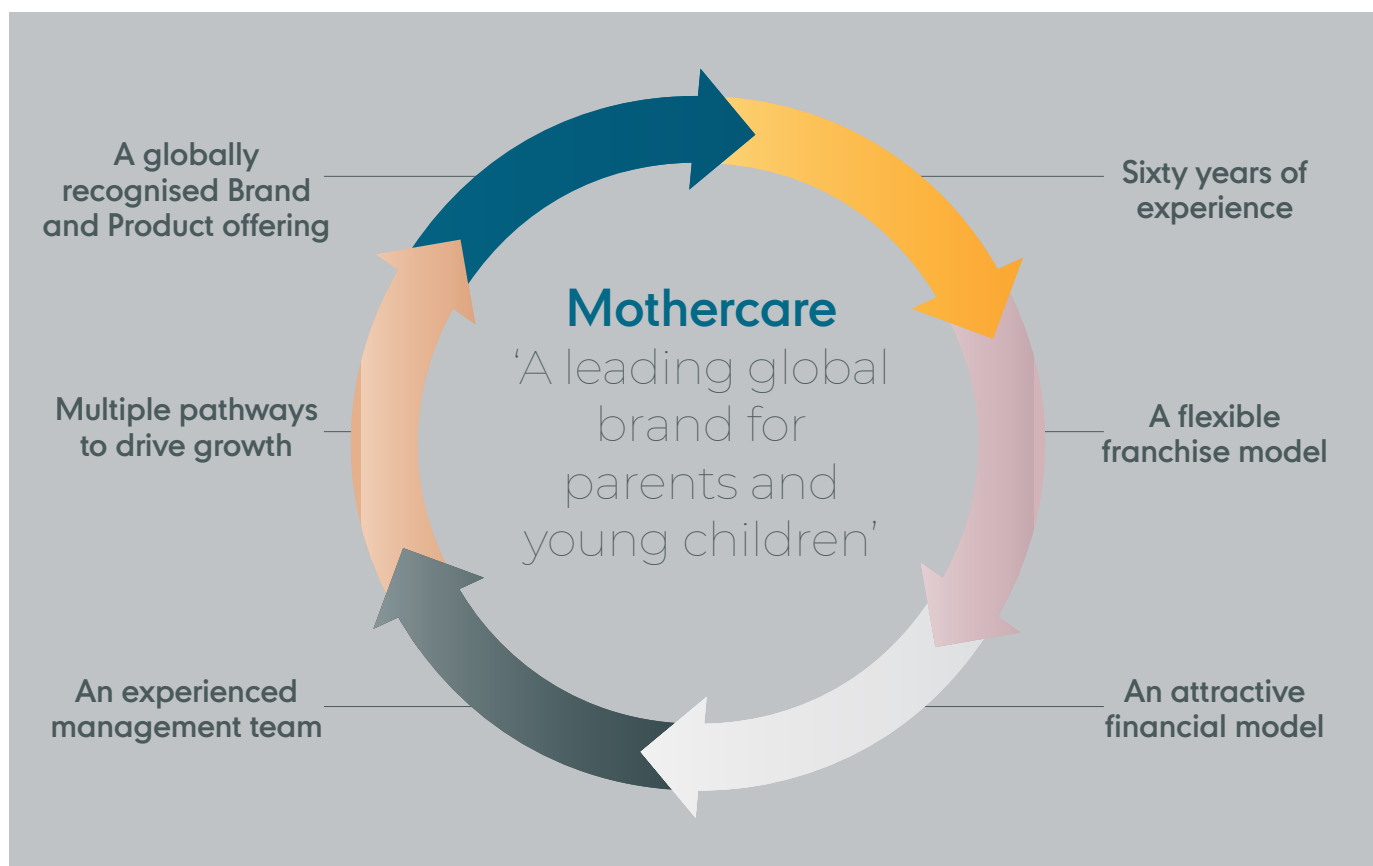 A globally
recognised Brand
and Product offering
Sixty years of
experience
Mothercare
‘A leading global
brand for
parents and
young children’
Multiple pathways
to drive growth
A flexible
franchise model
An experienced
management team
An attractive
financial model